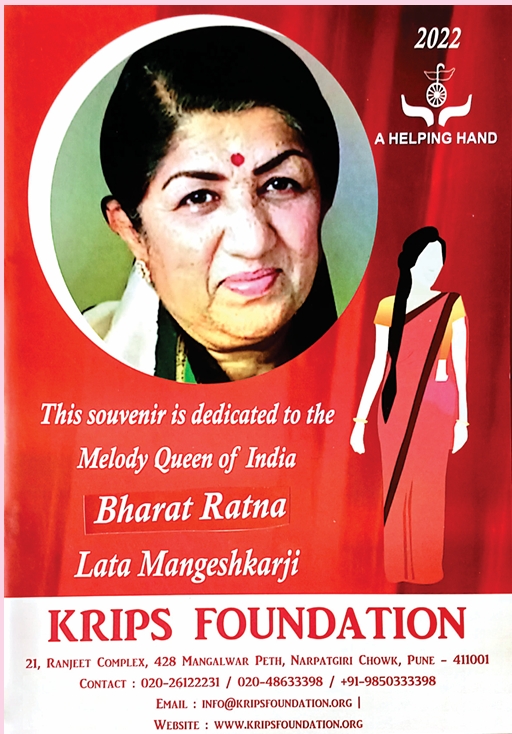 2022
A HELPING HAND
This souvenir is dedicated to the
Melody Queen of India
Bharat Ratna
Lata Mangeshkarji
KRIPS FOUNDATION
21, Ranjeet Complex, 428 Mangalwar Peth, Narpatgiri Chowk, Pune - 411001
Contact : 020-26122231 / 020-48633398 / +91-9850333398
Email : info@kripsfoundation.org |
Website : www.kripsfoundation.org